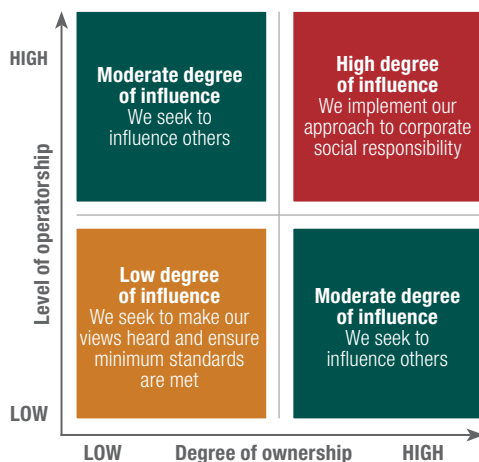 HIGH
Moderate degree
of influence
We seek to
influence others
High degree
of influence
We implement our
approach to corporate
social responsibility
Level of operatorship
Low degree
of influence
We seek to make our
views heard and ensure
minimum standards
are met
Moderate degree
of influence
We seek to
influence others
LOW
LOW
Degree of ownership
HIGH